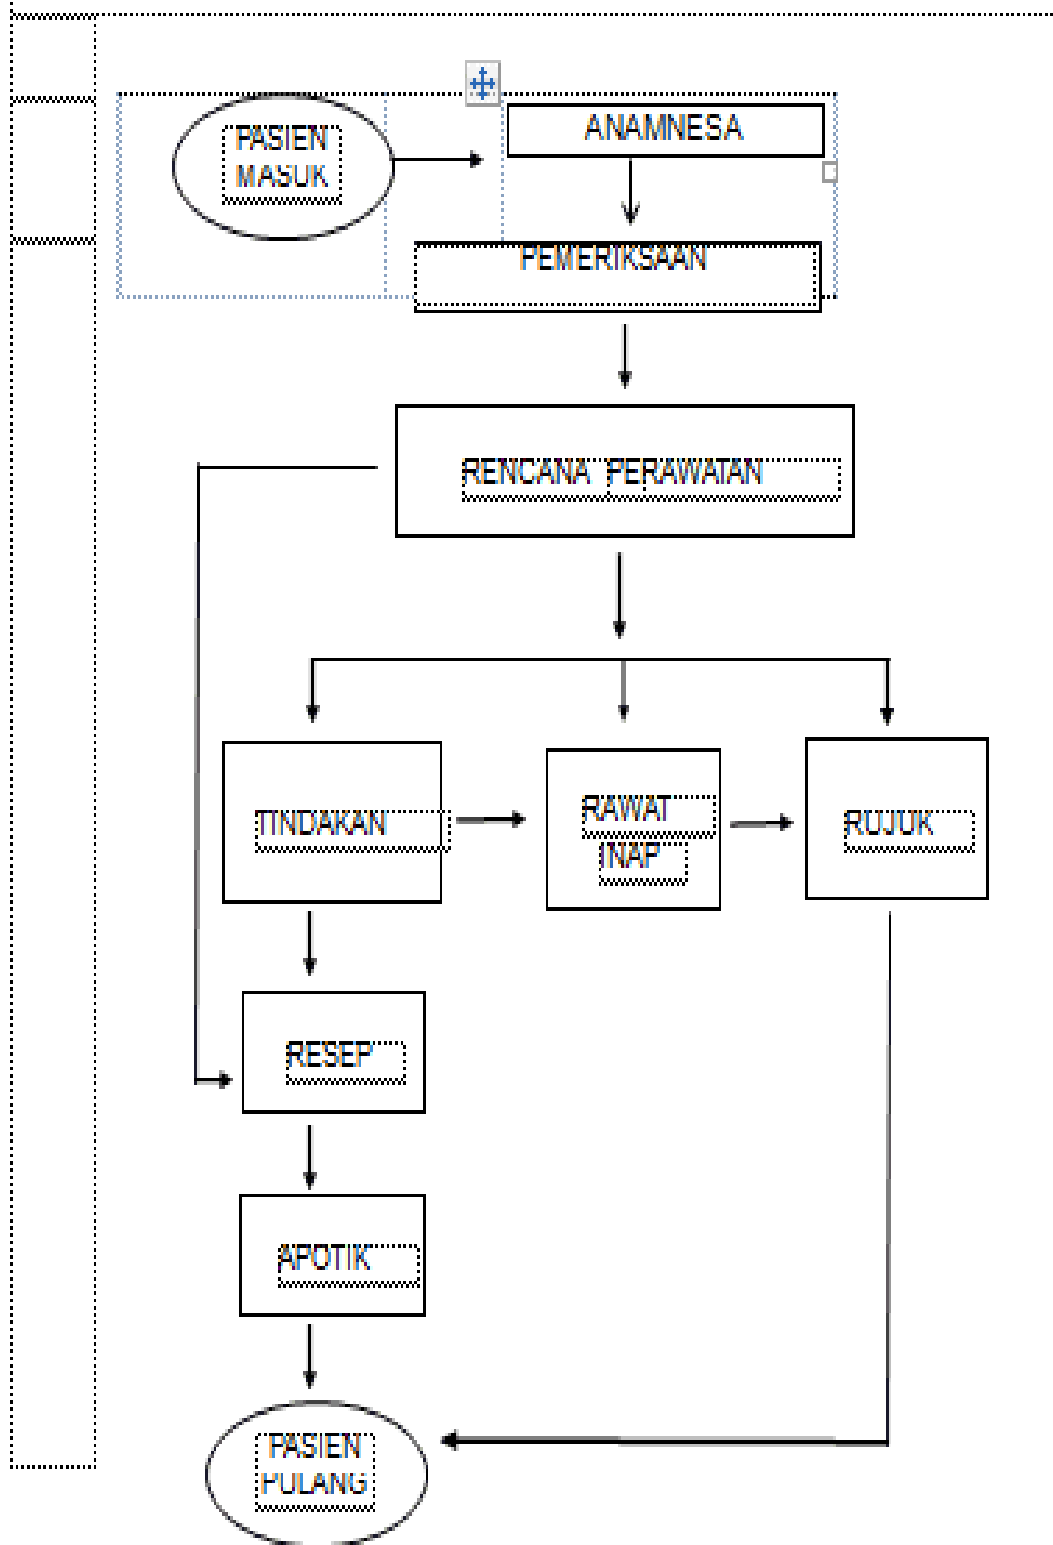 PASIEN
MASUK
ANAMNESA
PEMERIKSAAN
RENCANA PERAWATAN
TINDAKAN
RAWAT
INAP
RUJUK
RESEP
APOTIK
PASIEN
PULANG